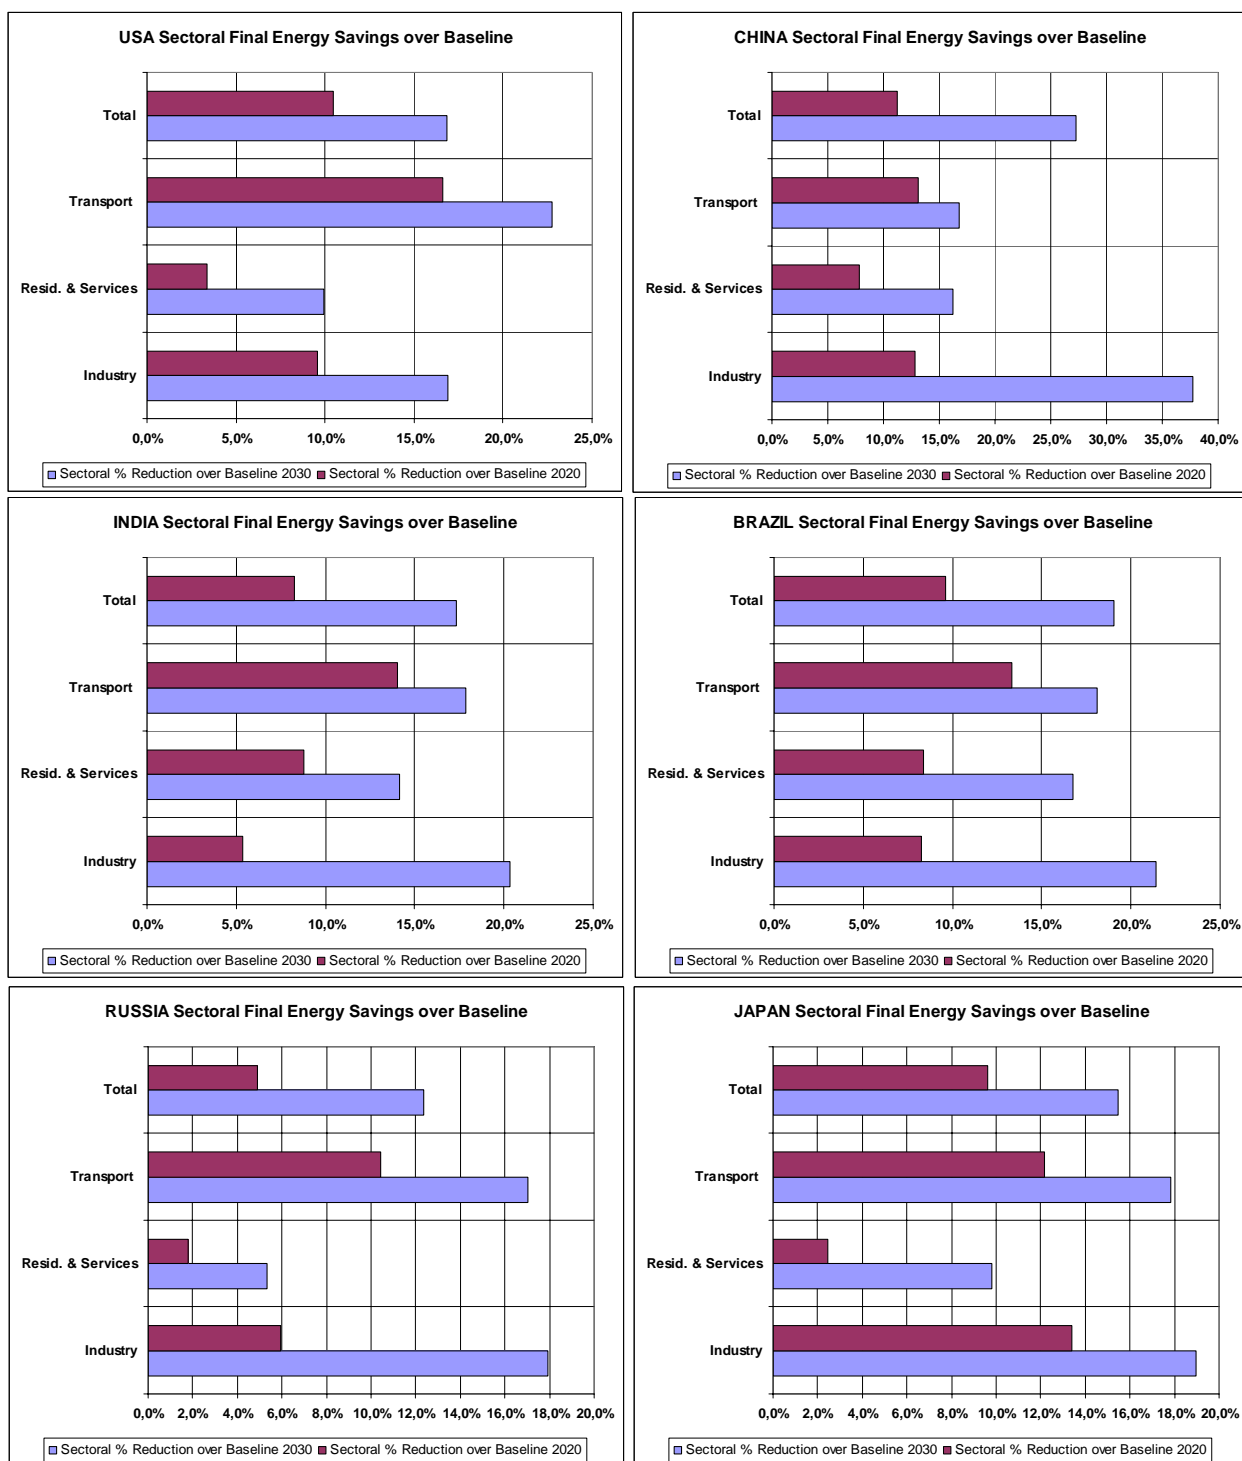 USA Sectoral Final Energy Savings over Baseline
Total
Transport
Resid. & Services
Industry
0,0% 5,0% 10,0% 15,0% 20,0% 25,0%
Sectoral % Reduction over Baseline 2030 Sectoral % Reduction over Baseline 2020
CHINA Sectoral Final Energy Savings over Baseline
Total
Transport
Resid. & Services
Industry
0,0% 5,0% 10,0% 15,0% 20,0% 25,0% 30,0% 35,0% 40,0%
Sectoral % Reduction over Baseline 2030 Sectoral % Reduction over Baseline 2020
INDIA Sectoral Final Energy Savings over Baseline
Total
Transport
Resid. & Services
Industry
0,0% 5,0% 10,0% 15,0% 20,0% 25,0%
Sectoral % Reduction over Baseline 2030 Sectoral % Reduction over Baseline 2020
BRAZIL Sectoral Final Energy Savings over Baseline
Total
Transport
Resid. & Services
Industry
0,0% 5,0% 10,0% 15,0% 20,0% 25,0%
Sectoral % Reduction over Baseline 2030 Sectoral % Reduction over Baseline 2020
RUSSIA Sectoral Final Energy Savings over Baseline
Total
Transport
Resid. & Services
Industry
0,0% 2,0% 4,0% 6,0% 8,0% 10,0% 12,0% 14,0% 16,0% 18,0% 20,0%
Sectoral % Reduction over Baseline 2030 Sectoral % Reduction over Baseline 2020
JAPAN Sectoral Final Energy Savings over Baseline
Total
Transport
Resid. & Services
Industry
0,0% 2,0% 4,0% 6,0% 8,0% 10,0% 12,0% 14,0% 16,0% 18,0% 20,0%
Sectoral % Reduction over Baseline 2030 Sectoral % Reduction over Baseline 2020